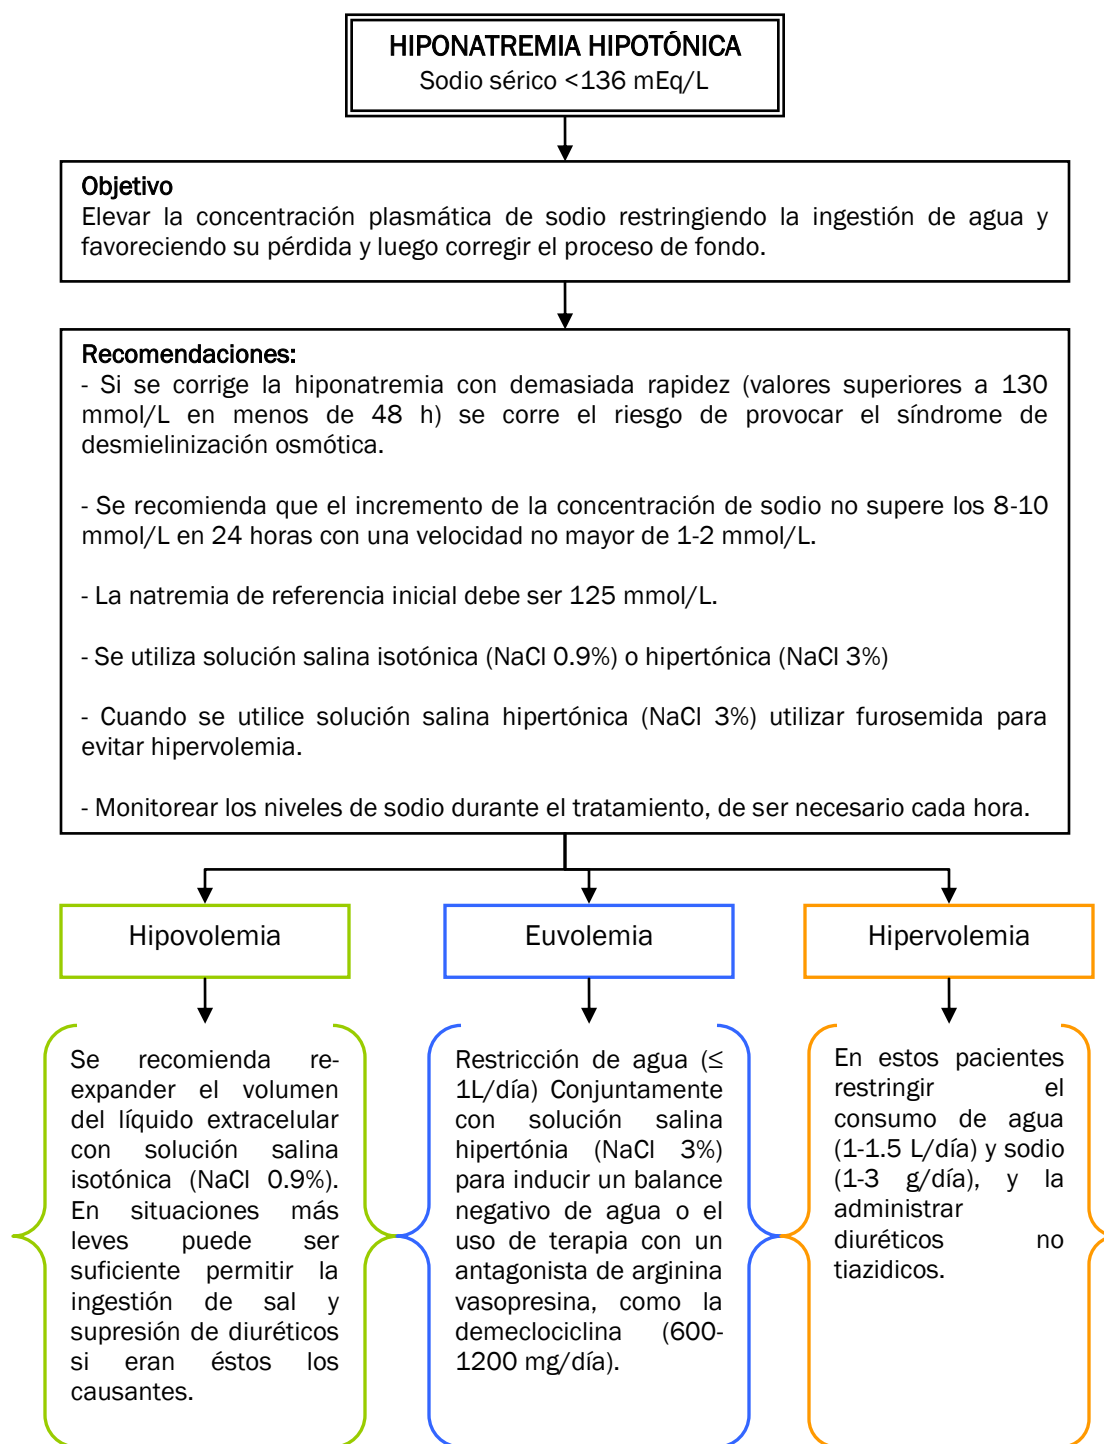 HIPONATREMIA HIPOTÓNICA
Sodio sérico <136 mEq/L
Objetivo
Elevar la concentración plasmática de sodio restringiendo la ingestión de agua y
favoreciendo su pérdida y luego corregir el proceso de fondo.
Recomendaciones:
- Si se corrige la hiponatremia con demasiada rapidez (valores superiores a 130
mmol/L en menos de 48 h) se corre el riesgo de provocar el síndrome de
desmielinización osmótica.
- Se recomienda que el incremento de la concentración de sodio no supere los 8-10
mmol/L en 24 horas con una velocidad no mayor de 1-2 mmol/L.
- La natremia de referencia inicial debe ser 125 mmol/L.
- Se utiliza solución salina isotónica (NaCl 0.9%) o hipertónica (NaCl 3%)
- Cuando se utilice solución salina hipertónica (NaCl 3%) utilizar furosemida para
evitar hipervolemia.
- Monitorear los niveles de sodio durante el tratamiento, de ser necesario cada hora.
Hipovolemia
Se recomienda re-
expander el volumen
del líquido extracelular
con solución salina
isotónica (NaCl 0.9%).
En situaciones más
leves puede ser
suficiente permitir la
ingestión de sal y
supresión de diuréticos
si eran éstos los
causantes.
Euvolemia
Restricción de agua (≤
1L/día) Conjuntamente
con solución salina
hipertónia (NaCl 3%)
para inducir un balance
negativo de agua o el
uso de terapia con un
antagonista de arginina
vasopresina, como la
demeclociclina (600-
1200 mg/día).
Hipervolemia
En estos pacientes
restringir el
consumo de agua
(1-1.5 L/día) y sodio
(1-3 g/día), y la
administrar
diuréticos no
tiazidicos.